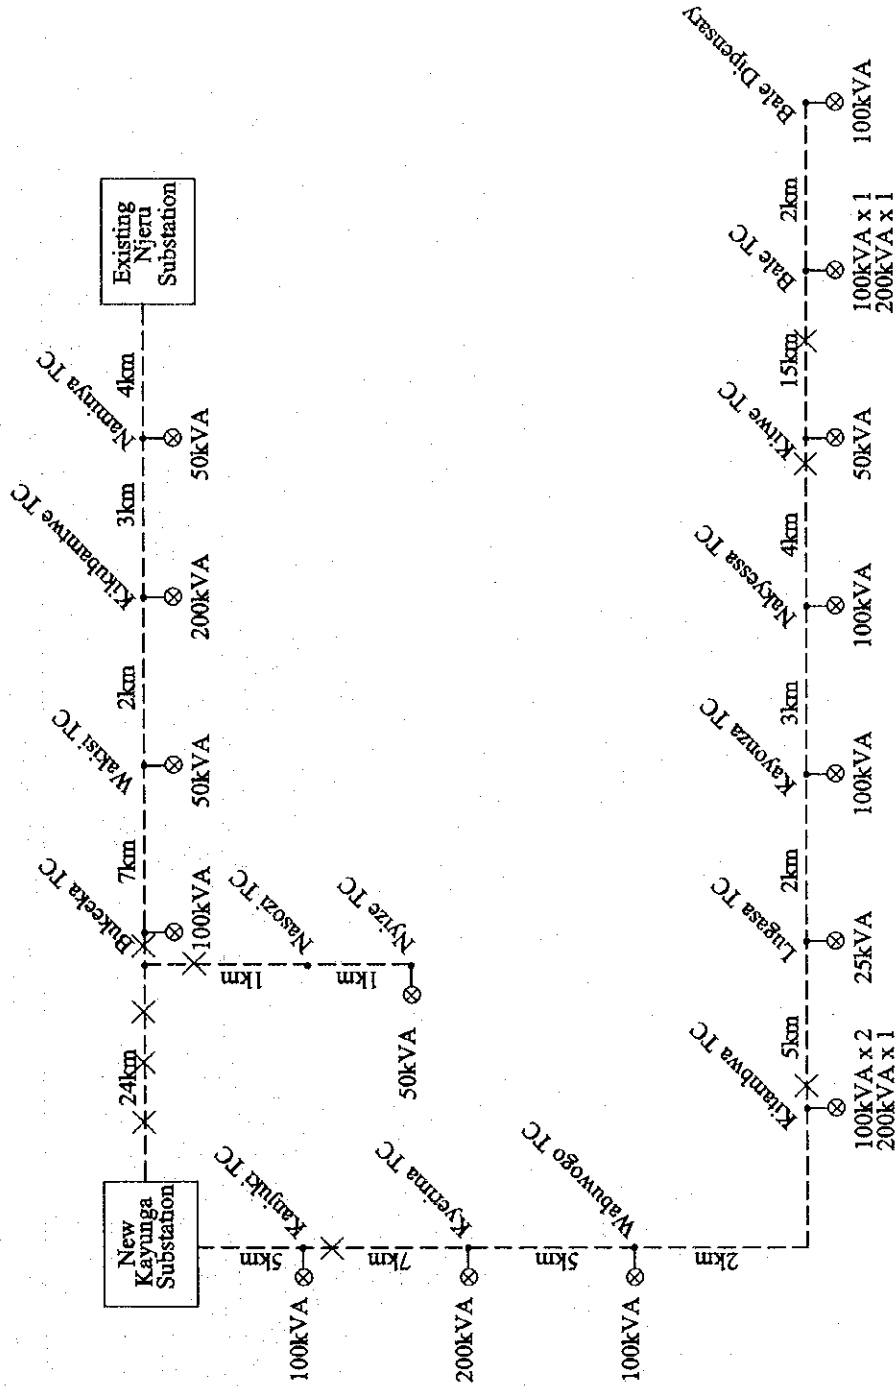 Existing
Njeru
Substation
4km
Naminya TC
50kVA
3km
Kikubamtwe TC
200kVA
2km
Wakisi TC
50kVA
7km
Bukeeka TC
100kVA
1km
Nasozi TC
1km
Nyize TC
50kVA
24km
New
Kayunga
Substation
5km
Kanjuki TC
100kVA
7km
Kyerima TC
200kVA
5km
Wabuwogo TC
100kVA
2km
Kitambwa TC
100kVA x 2
200kVA x 1
5km
Lugasa TC
25kVA
2km
Kayonza TC
100kVA
3km
Nakyessa TC
100kVA
4km
Kitwe TC
50kVA
15km
Bale TC
100kVA x 1
200kVA x 1
2km
Bale Dipensary
100kVA